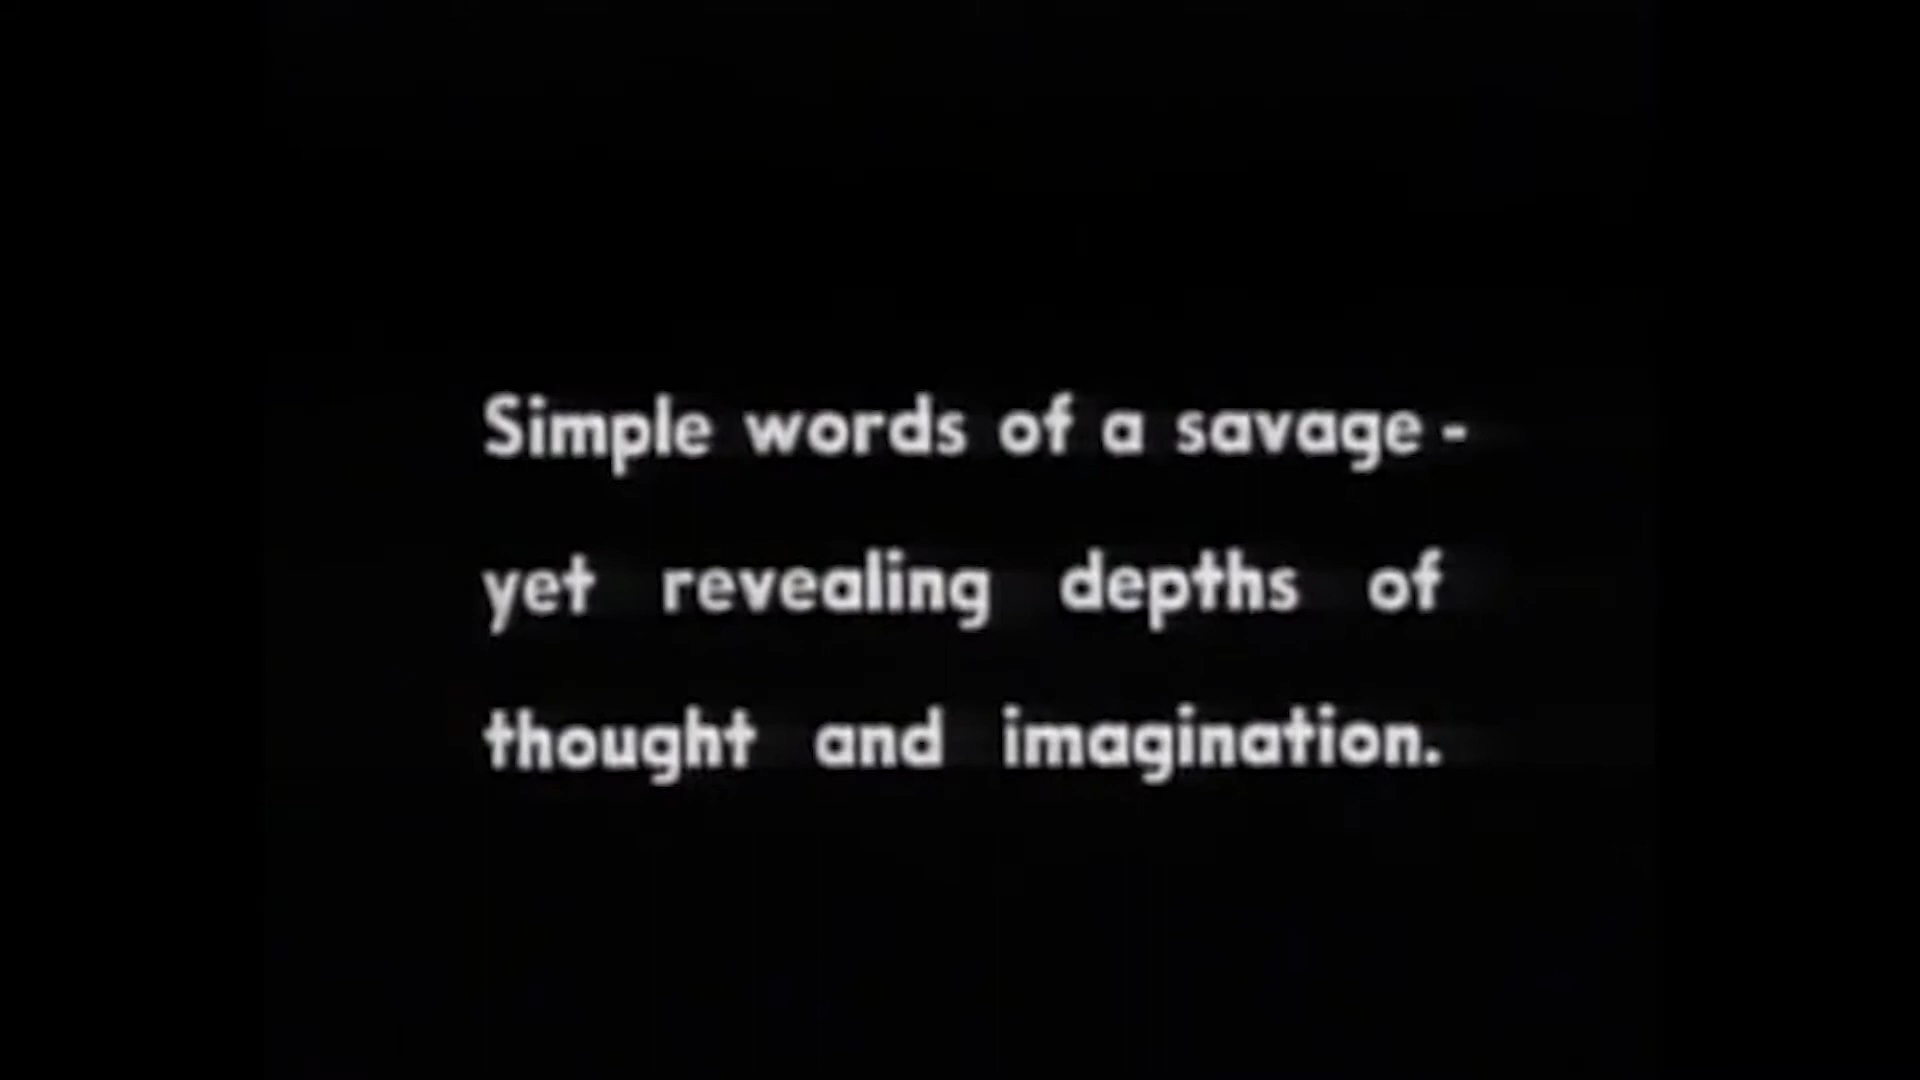 Simple words of a savage -
yet revealing depths of
thought and imagination.